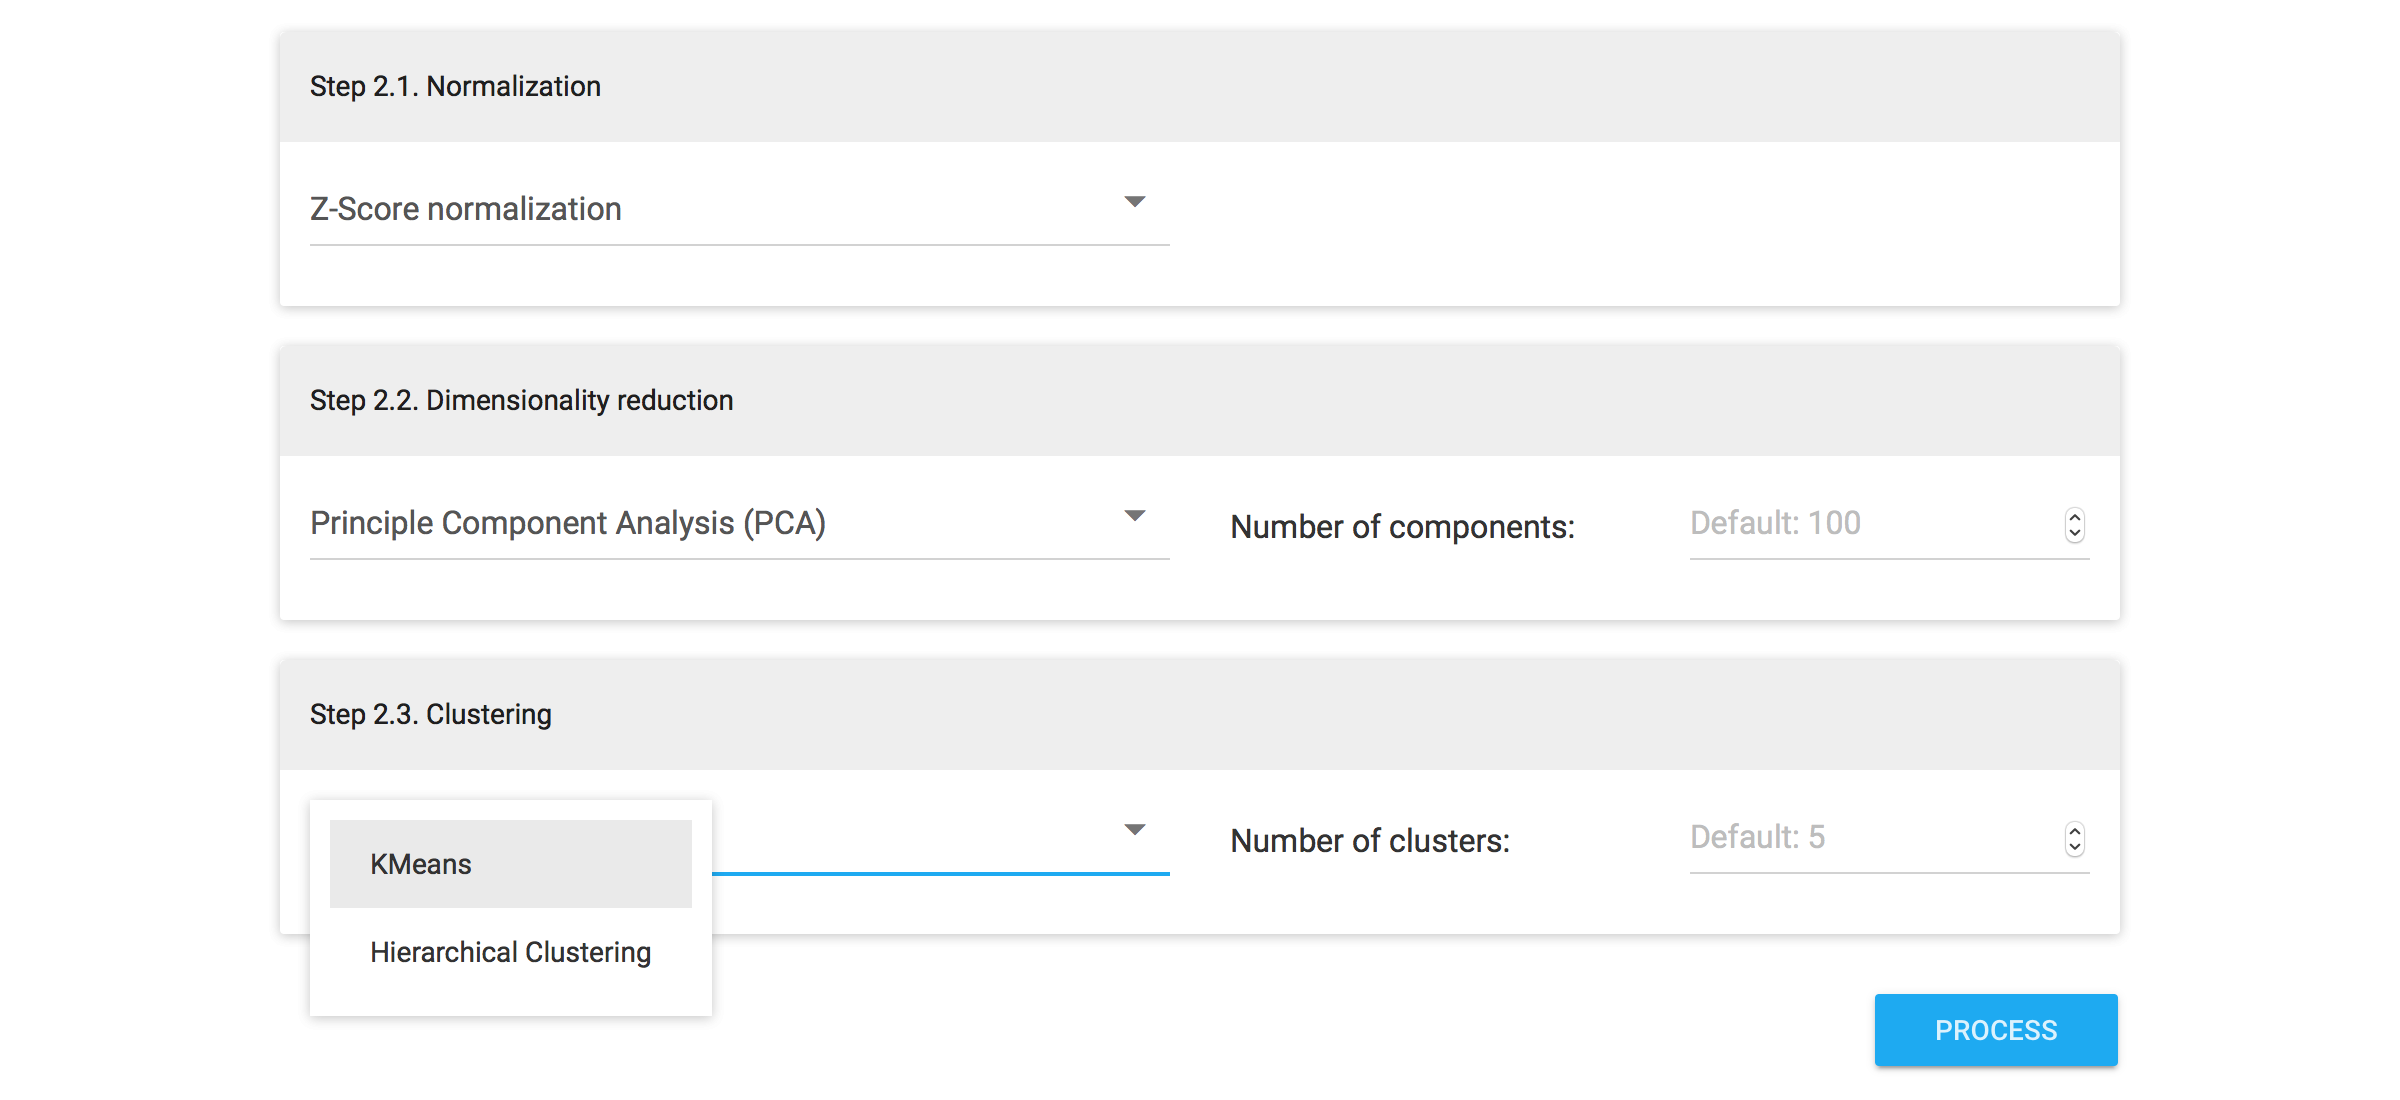 Step 2.1. Normalization
Z-Score normalization
Step 2.2. Dimensionality reduction
Principle Component Analysis (PCA)
Number of components:
Default: 100
Step 2.3. Clustering
KMeans
Hierarchical Clustering
Number of clusters:
Default: 5
PROCESS